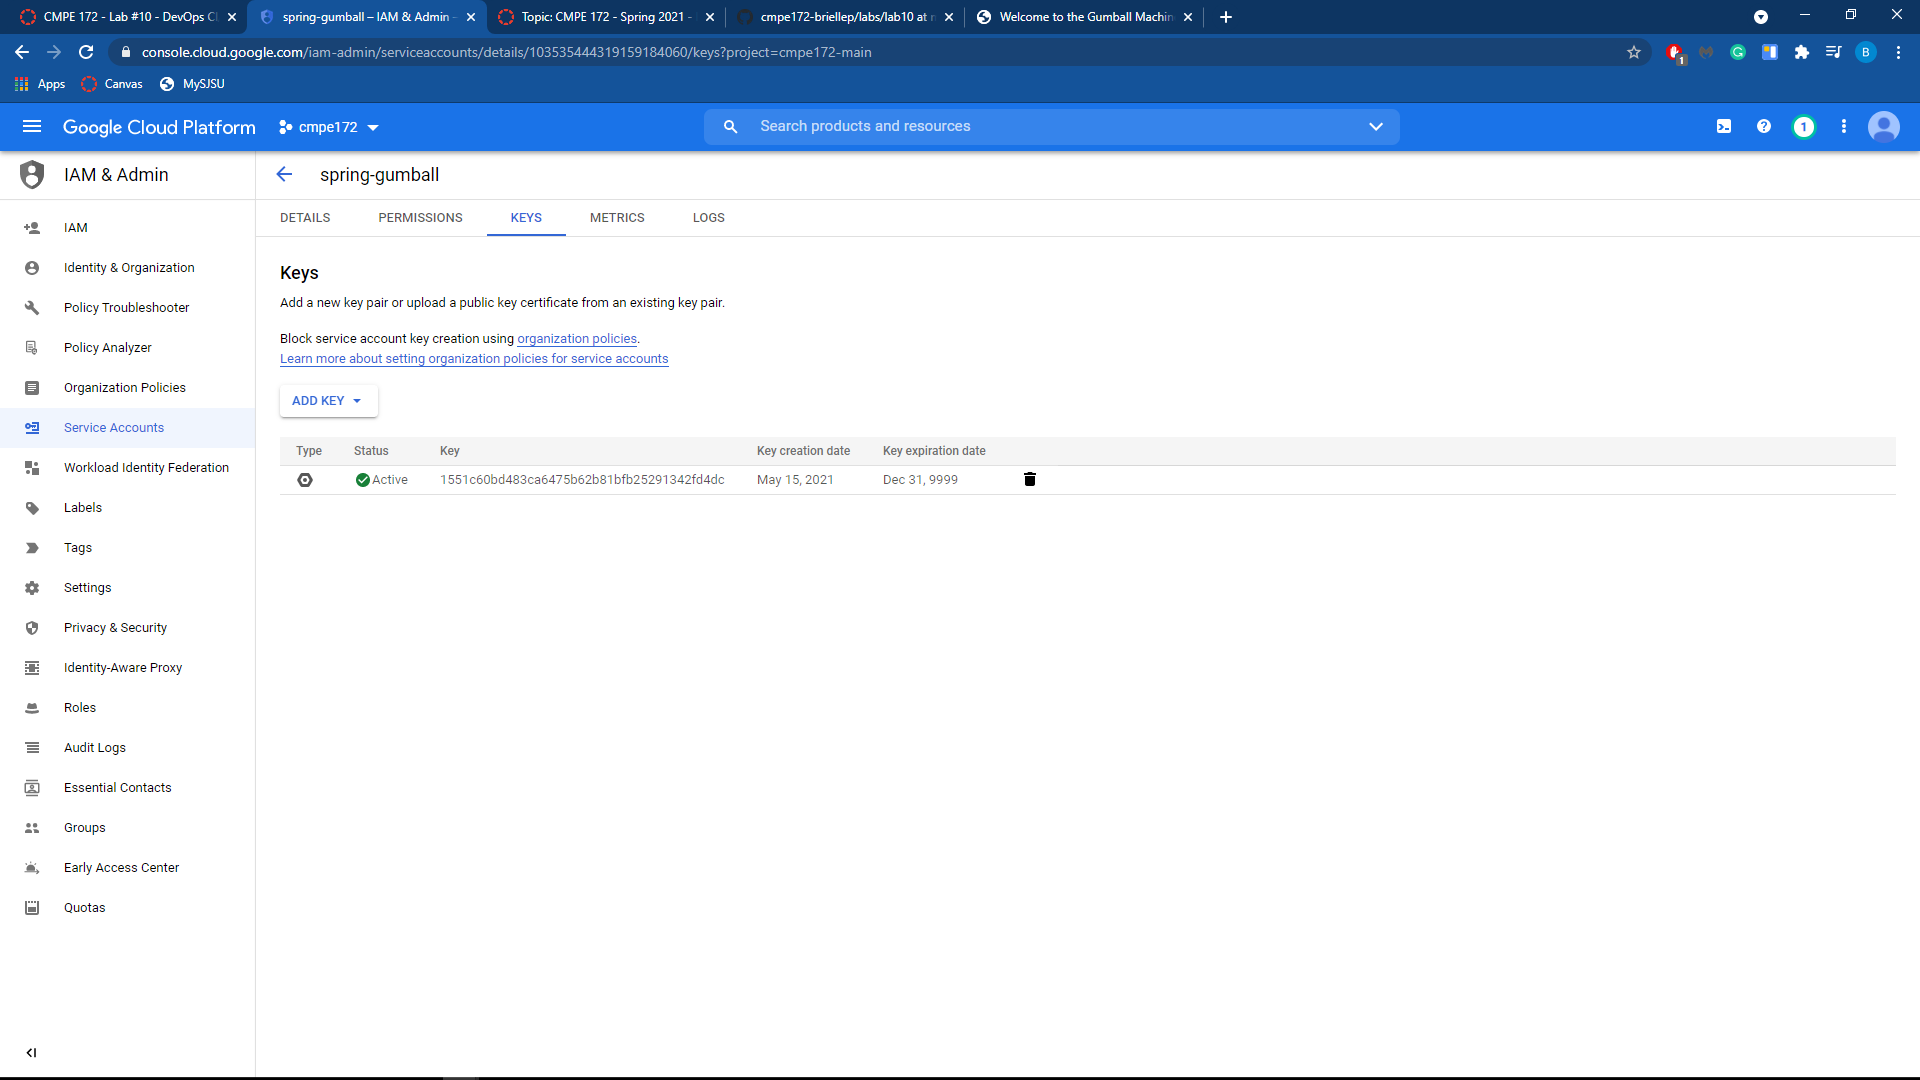 CMPE 172 - Lab #10 - DevOps Cl
spring-gumball – IAM & Admin -
Topic: CMPE 172 - Spring 2021 -
cmpe172-briellep/labs/lab10 at
Welcome to the Gumball Machin
console.cloud.google.com/iam-admin/serviceaccounts/details/103535444319159184060/keys?project=cmpe172-main
1
G
B
Apps
Canvas
MySJSU
Google Cloud Platform
cmpe172
Search products and resources
1
IAM & Admin
spring-gumball
DETAILS
PERMISSIONS
KEYS
METRICS
LOGS
IAM
Identity & Organization
Policy Troubleshooter
Policy Analyzer
Organization Policies
Service Accounts
Workload Identity Federation
Labels
Tags
Settings
Privacy & Security
Identity-Aware Proxy
Roles
Audit Logs
Essential Contacts
Groups
Early Access Center
Quotas
Keys
Add a new key pair or upload a public key certificate from an existing key pair.
Block service account key creation using organization policies.
Learn more about setting organization policies for service accounts
ADD KEY
Type Status Key Key creation date Key expiration date
Active 1551c60bd483ca6475b62b81bfb25291342fd4dc May 15, 2021 Dec 31, 9999